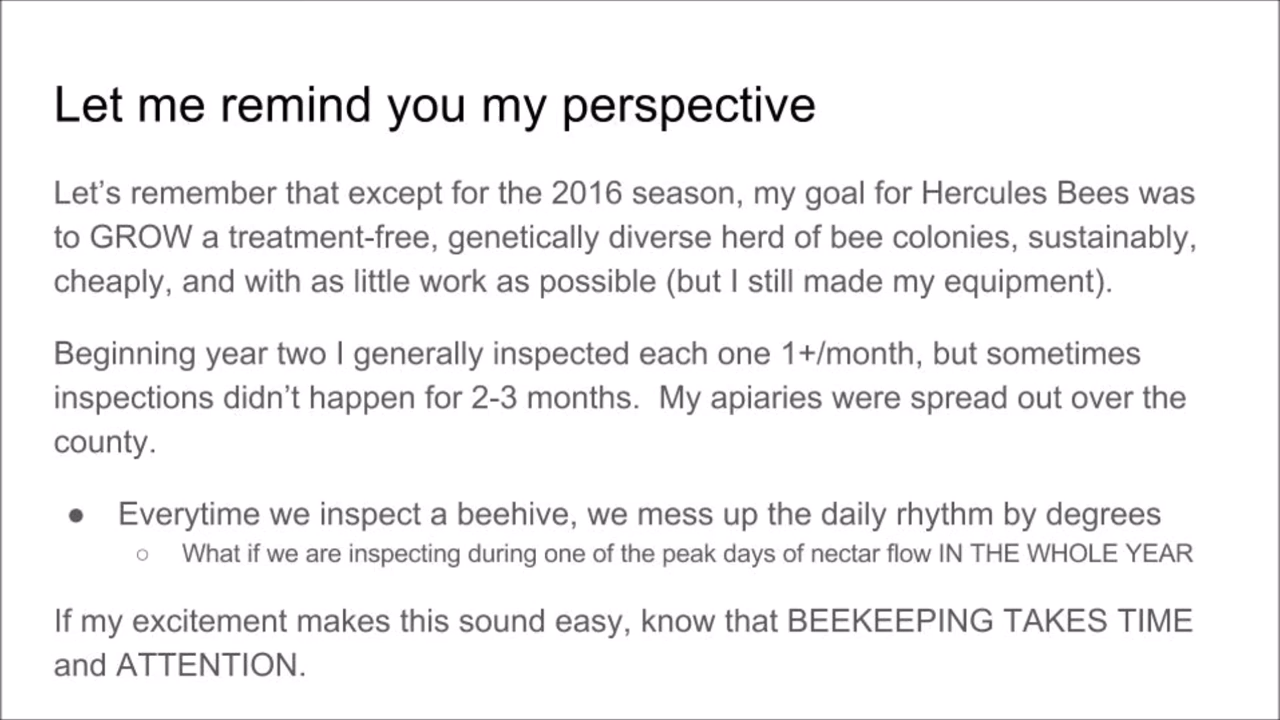 Let me remind you my perspective
Let’s remember that except for the 2016 season, my goal for Hercules Bees was
to GROW a treatment-free, genetically diverse herd of bee colonies, sustainably,
cheaply, and with as little work as possible (but I still made my equipment).
Beginning year two I generally inspected each one 1+/month, but sometimes
inspections didn’t happen for 2-3 months.  My apiaries were spread out over the
county.
● Everytime we inspect a beehive, we mess up the daily rhythm by degrees
○ What if we are inspecting during one of the peak days of nectar flow IN THE WHOLE YEAR
If my excitement makes this sound easy, know that BEEKEEPING TAKES TIME
and ATTENTION.